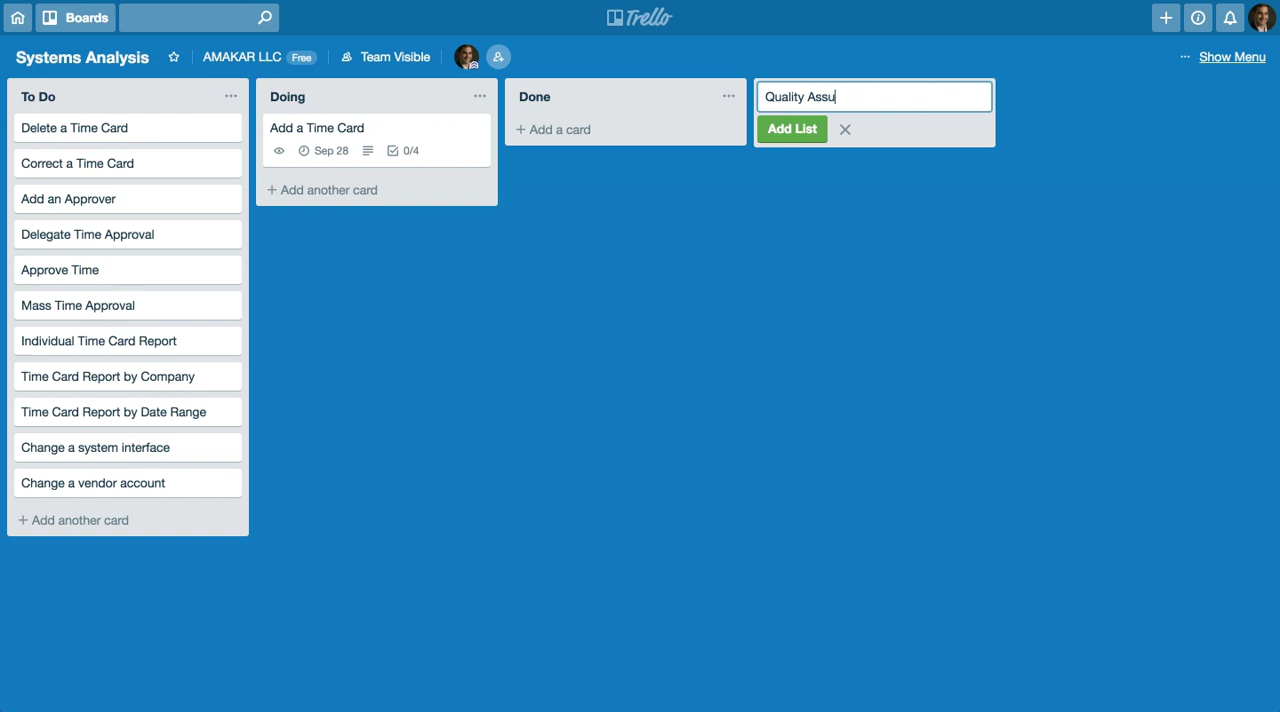 Boards
Trello
Systems Analysis
AMAKAR LLC Free
Team Visible
... Show Menu
To Do ...
Delete a Time Card
Correct a Time Card
Add an Approver
Delegate Time Approval
Approve Time
Mass Time Approval
Individual Time Card Report
Time Card Report by Company
Time Card Report by Date Range
Change a system interface
Change a vendor account
+ Add another card
Doing ...
Add a Time Card
Sep 28 0/4
+ Add another card
Done ...
+ Add a card
Quality Assu
Add List